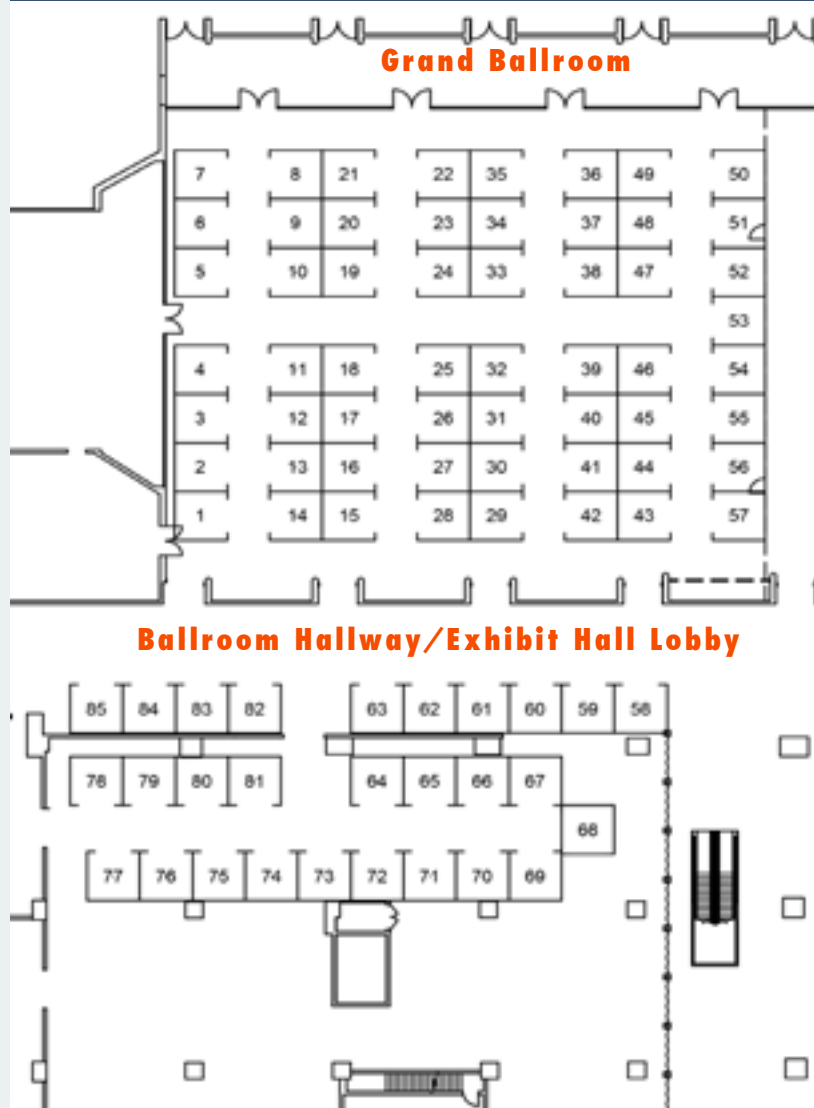 Grand Ballroom
7 8 21 22 35 36 49 50
6 9 20 23 34 37 48 51
5 10 19 24 33 38 47 52
53
4 11 18 25 32 39 46 54
3 12 17 26 31 40 45 55
2 13 16 27 30 41 44 56
1 14 15 28 29 42 43 57
Ballroom Hallway/Exhibit Hall Lobby
85 84 83 82 63 62 61 60 59 58
78 79 80 81 64 65 66 67
68
77 76 75 74 73 72 71 70 69